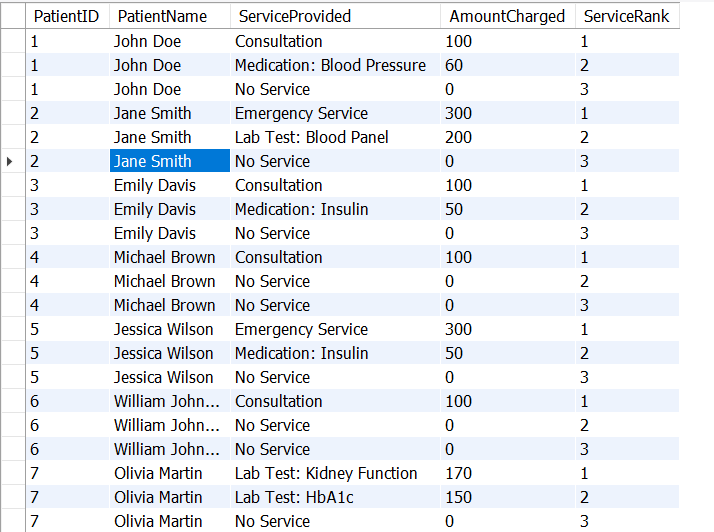 PatientID PatientName ServiceProvided AmountCharged ServiceRank
1 John Doe Consultation 100 1
1 John Doe Medication: Blood Pressure 60 2
1 John Doe No Service 0 3
2 Jane Smith Emergency Service 300 1
2 Jane Smith Lab Test: Blood Panel 200 2
2 Jane Smith No Service 0 3
3 Emily Davis Consultation 100 1
3 Emily Davis Medication: Insulin 50 2
3 Emily Davis No Service 0 3
4 Michael Brown Consultation 100 1
4 Michael Brown No Service 0 2
4 Michael Brown No Service 0 3
5 Jessica Wilson Emergency Service 300 1
5 Jessica Wilson Medication: Insulin 50 2
5 Jessica Wilson No Service 0 3
6 William John... Consultation 100 1
6 William John... No Service 0 2
6 William John... No Service 0 3
7 Olivia Martin Lab Test: Kidney Function 170 1
7 Olivia Martin Lab Test: HbA1c 150 2
7 Olivia Martin No Service 0 3